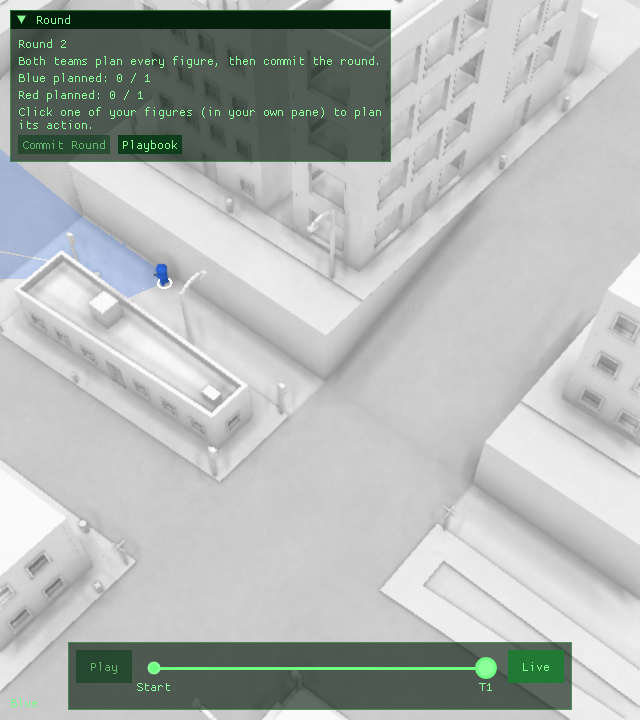 Round
Round 2
Both teams plan every figure, then commit the round.
Blue planned: 0 / 1
Red planned: 0 / 1
Click one of your figures (in your own pane) to plan
its action.
Commit Round
Playbook
Play
Start
T1
Live